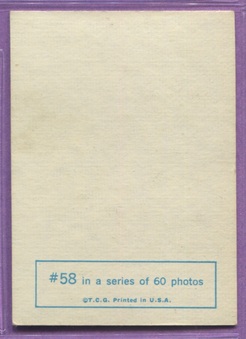 #58 in a series of 60 photos
©T.C.G. Printed in U.S.A.